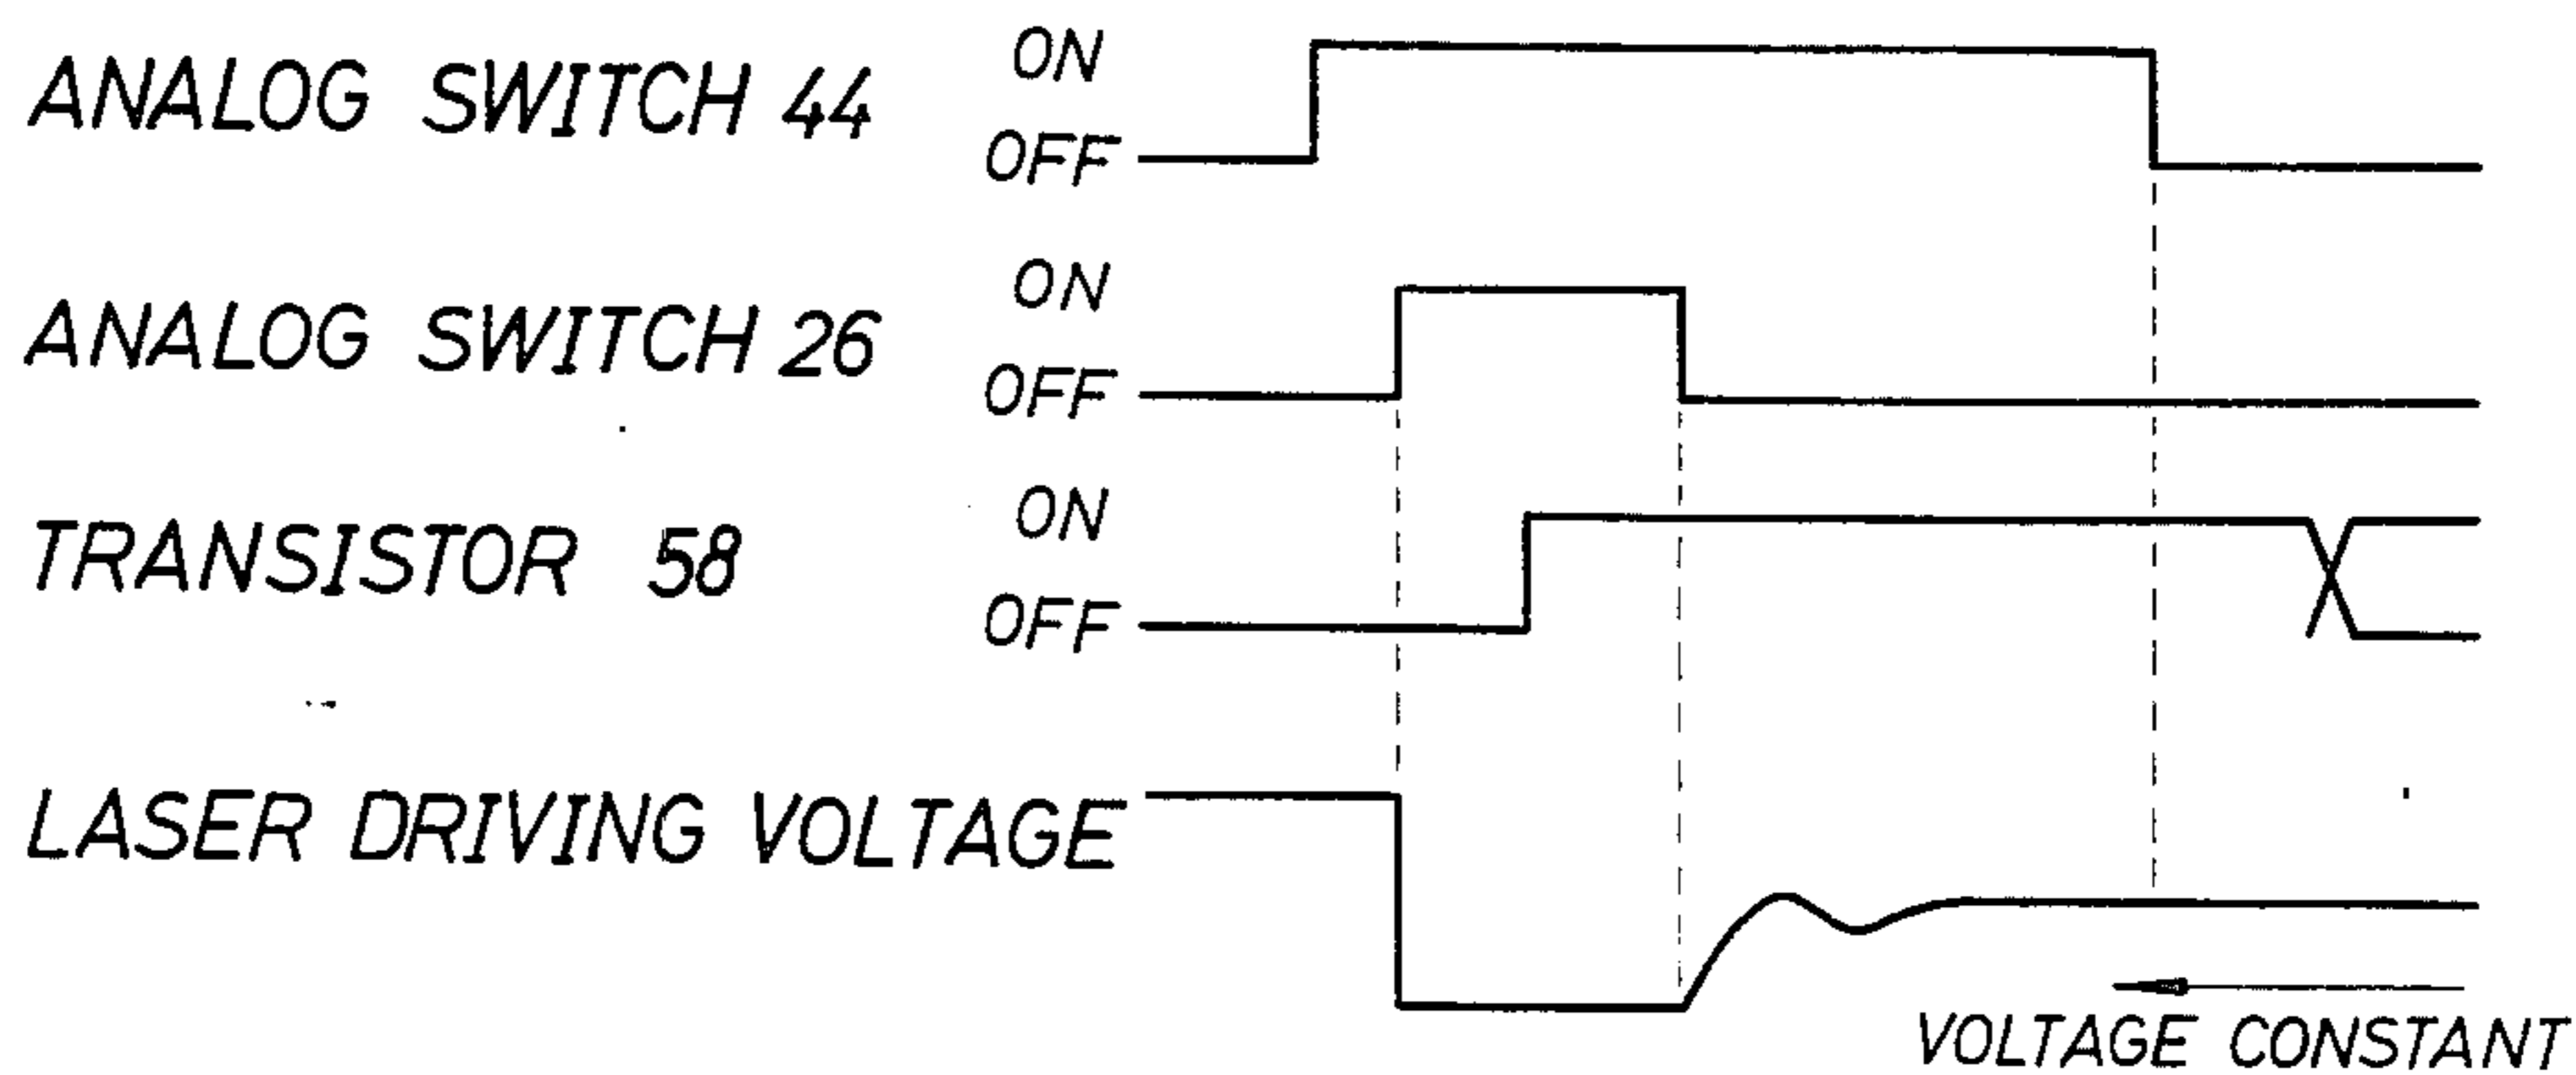 ANALOG SWITCH 44 ON
OFF
ANALOG SWITCH 26 ON
OFF
TRANSISTOR 58 ON
OFF
LASER DRIVING VOLTAGE
VOLTAGE CONSTANT